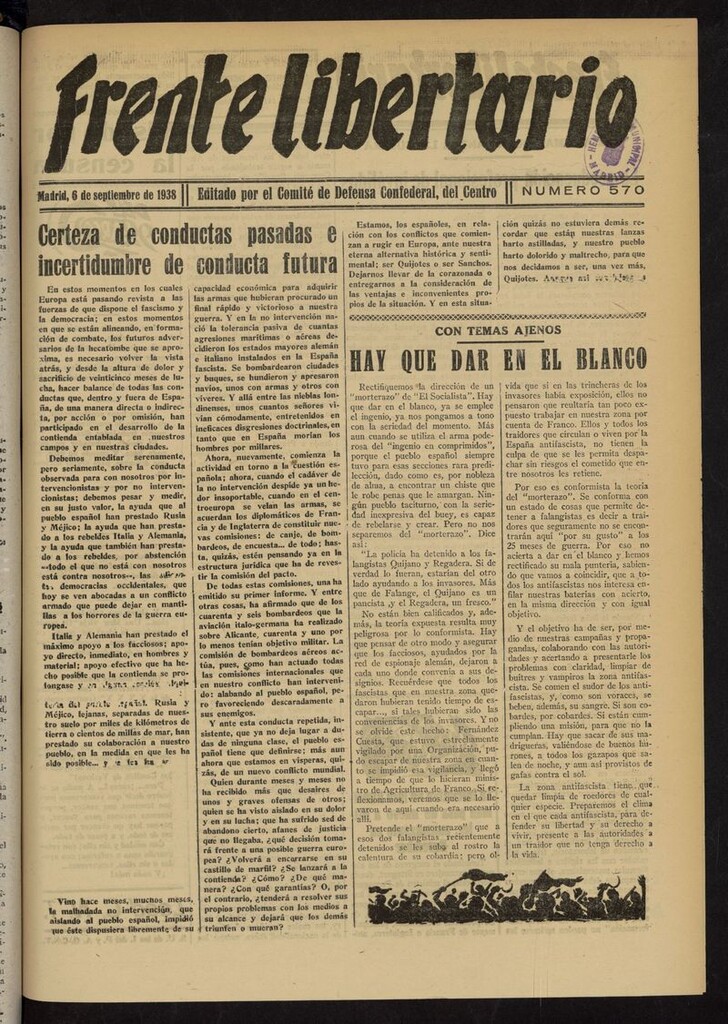 Frente libertario
HEM MUNICIPAL
MADRID
Madrid, 6 de septiembre de 1938
Editado por el Comité de Defensa Confederal, del Centro
NUMERO 570
Certeza de conductas pasadas e
incertidumbre de conducta futura
En estos momentos en los cuales
Europa está pasando revista a las
fuerzas de que dispone el fascismo y
la democracia; en estos momentos
en que se están alineando, en forma-
ción de combate, los futuros adver-
sarios de la hecatombe que se apro-
xima, es necesario volver la vista
atrás, y desde la altura de dolor y
sacrificio de veinticinco meses de lu-
cha, hacer balance de todas las con-
ductas que, dentro y fuera de Espa-
ña, de una manera directa o indirec-
ta, por acción o por omisión, han
participado en el desarrollo de la
contienda entablada en nuestros
campos y en nuestras ciudades.
Debemos meditar serenamente,
pero seriamente, sobre la conducta
observada para con nosotros por in-
tervencionistas y por no interven-
cionistas; debemos pesar y medir,
en su justo valor, la ayuda que al
pueblo español han prestado Rusia
y Méjico; la ayuda que han presta-
do a los rebeldes Italia y Alemania,
y la ayuda que también han presta-
do a los rebeldes por abstención
—todo el que no está con nosotros
está contra nosotros—, las
democracias occidentales, que
hoy se ven abocadas a un conflicto
armado que puede dejar en manti-
llas a los horrores de la guerra eu-
ropea.
Italia y Alemania han prestado el
máximo apoyo a los facciosos; apo-
yo directo, inmediato, en hombres y
material; apoyo efectivo que ha he-
cho posible que la contienda se pro-
longase y
Rusia y
Méjico, lejanas, separadas de nues-
tro suelo por miles de kilómetros de
tierra o cientos de millas de mar, han
prestado su colaboración a nuestro
pueblo, en la medida en que les ha
sido posible...
Vino hace meses, muchos meses,
la malhadada no intervención, que
aislando al pueblo español, impidió
que éste dispusiera libremente de su
capacidad económica para adquirir
las armas que hubieran procurado un
final rápido y victorioso a nuestra
guerra. Y en la no intervención na-
ció la tolerancia pasiva de cuantas
agresiones marítimas o aéreas de-
cidieron los estados mayores alemán
e italiano instalados en la España
fascista. Se bombardearon ciudades
y buques, se hundieron y apresaron
navíos, unos con armas y otros con
víveres. Y allá entre las nieblas lon-
dinenses, unos cuantos señores vi-
vían cómodamente, entretenidos en
ineficaces disgresiones doctrinales, en
tanto que en España morían los
hombres por millares.
Ahora, nuevamente, comienza la
actividad en torno a la cuestión es-
pañola; ahora, cuando el cadáver de
la no intervención despide ya un he-
dor insoportable, cuando en el cen-
troeuropa se velan las armas, se
acuerdan los diplomáticos de Fran-
cia y de Inglaterra de constituir nue-
vas comisiones: de canje, de bom-
bardeos, de encuesta... de todo; has-
ta, quizás, estén pensando ya en la
estructura jurídica que ha de reves-
tir la comisión del pacto.
De todas estas comisiones, una ha
emitido su primer informe. Y entre
otras cosas, ha afirmado que de los
cuarenta y seis bombardeos que la
aviación italo-germana ha realizado
sobre Alicante, cuarenta y uno por
lo menos tenían objetivo militar. La
comisión de bombardeos aéreos ac-
túa, pues, como han actuado todas
las comisiones internacionales que
en nuestro conflicto han interveni-
do: alabando al pueblo español, pe-
ro favoreciendo descaradamente a
sus enemigos.
Y ante esta conducta repetida, in-
sistente, que ya no deja lugar a du-
das de ninguna clase, el pueblo es-
pañol tiene que definirse; más aun
ahora que estamos en vísperas, qui-
zás, de un nuevo conflicto mundial.
Quien durante meses y meses no
ha recibido más que desaires de
unos y graves ofensas de otros;
quien se ha visto aislado en su dolor
y en su lucha; que ha sufrido sed de
abandono cierto, afanes de justicia
que no llegaba, ¿qué decisión toma-
rá frente a una posible guerra euro-
pea? ¿Volverá a encorrarse en su
castillo de marfil? ¿Se lanzará a la
contienda? ¿Cómo? ¿De qué ma-
nera? ¿Con qué garantías? O, por
el contrario, ¿tenderá a resolver sus
propios problemas con los medios a
su alcance y dejará que los demás
triunfen o mueran?
Estamos, los españoles, en rela-
ción con los conflictos que comien-
zan a rugir en Europa, ante nuestra
eterna alternativa histórica y senti-
mental; ser Quijotes o ser Sanchos.
Dejarnos llevar de la corazonada o
entregarnos a la consideración de
las ventajas e inconvenientes pro-
pios de la situación. Y en esta situa-
ción quizás no estuviera demás re-
cordar que están nuestras lanzas
harto astilladas, y nuestro pueblo
harto dolorido y maltrecho, para que
nos decidamos a ser, una vez más,
Quijotes.
CON TEMAS AJENOS
HAY QUE DAR EN EL BLANCO
Rectifiquemos la dirección de un
"morterazo" de "El Socialista". Hay
que dar en el blanco, ya se emplee
el ingenio, ya nos pongamos a tono
con la seriedad del momento. Más
aun cuando se utiliza el arma pode-
rosa del "ingenio en comprimidos",
porque el pueblo español siempre
tuvo para esas secciones rara predi-
lección, dado como es, por nobleza
de alma, a encontrar un chiste que
le robe penas que le amargan. Nin-
gún pueblo taciturno, con la serie-
dad inexpresiva del buey, es capaz
de rebelarse y crear. Pero no nos
separemos del "morterazo". Dice
así:
"La policía ha detenido a los fa-
langistas Quijano y Regadera. Si de
verdad lo fueran, estarían del otro
lado ayudando a los invasores. Más
que de Falange, el Quijano es un
pancista, y el Regadera, un fresco."
No están bien calificados y, ade-
más, la teoría expuesta resulta muy
peligrosa por lo conformista. Hay
que pensar de otro modo y asegurar
que los facciosos, ayudados por la
red de espionaje alemán, dejaron a
cada uno donde convenía a sus de-
signios. Recuérdese que todos los
fascistas que en nuestra zona que-
daron hubieran tenido tiempo de es-
capar, si tales hubieran sido las
conveniencias de los invasores. Y no
se olvide este hecho: Fernández
Cuesta, que estuvo concienzudamente
vigilado por una Organización, pu-
do escapar de nuestra zona en cuan-
to se impidió esa vigilancia, y llegó
a tiempo de que lo hicieran minis-
tro de Agricultura de Franco. Si re-
flexionáramos, veremos que se lo lle-
varon de aquí cuando era necesario
allí.
Pretende el "morterazo" que a
esos dos falangistas recientemente
detenidos se les suba al rostro la
calentura de su cobardía; pero ol-
vida que si en las trincheras de los
invasores había exposición, ellos no
pensaron que resultaría tan poco ex-
puesto trabajar en nuestra zona por
cuenta de Franco. Ellos y todos los
traidores que circulan o viven por la
España antifascista, no tienen la
culpa de que se les permita despa-
char sin riesgos el cometido que en-
tre nosotros les retiene.
Por eso es conformista la teoría
del "morterazo". Se conforma con
un estado de cosas que permite de-
tener a falangistas, es decir a trai-
dores que seguramente no se encon-
trarán aquí "por su gusto" a los
25 meses de guerra. Por eso no
acierta a dar en el blanco y hemos
rectificado su mala puntería, sabien-
do que vamos a coincidir, que a to-
dos los antifascistas nos interesa enfi-
lar nuestras baterías con acierto,
en la misma dirección y con igual
objetivo.
Y el objetivo ha de ser, por me-
dio de nuestras campañas y propa-
gandas, colaborando con las autori-
dades y acertando a presentarle los
problemas con claridad, limpiar de
buitres y vampiros la zona antifas-
cista. Se comen el sudor de los anti-
fascistas, y, como son voraces, se
beben, además, su sangre. Si son co-
bardes, por cobardes. Si están cum-
pliendo una misión, para que no la
cumplan. Hay que sacar de sus ma-
drigueras, valiéndose de buenos hu-
rones, a todos los gazapos que sa-
len de noche, y aun así provistos de
gafas contra el sol.
La zona antifascista tiene que
quedar limpia de roedores de cual-
quier especie. Preparemos el clima
en el que cada antifascista, para de-
fender su libertad y su derecho a
vivir, presente a las autoridades a
un traidor que no tenga derecho a
la vida.